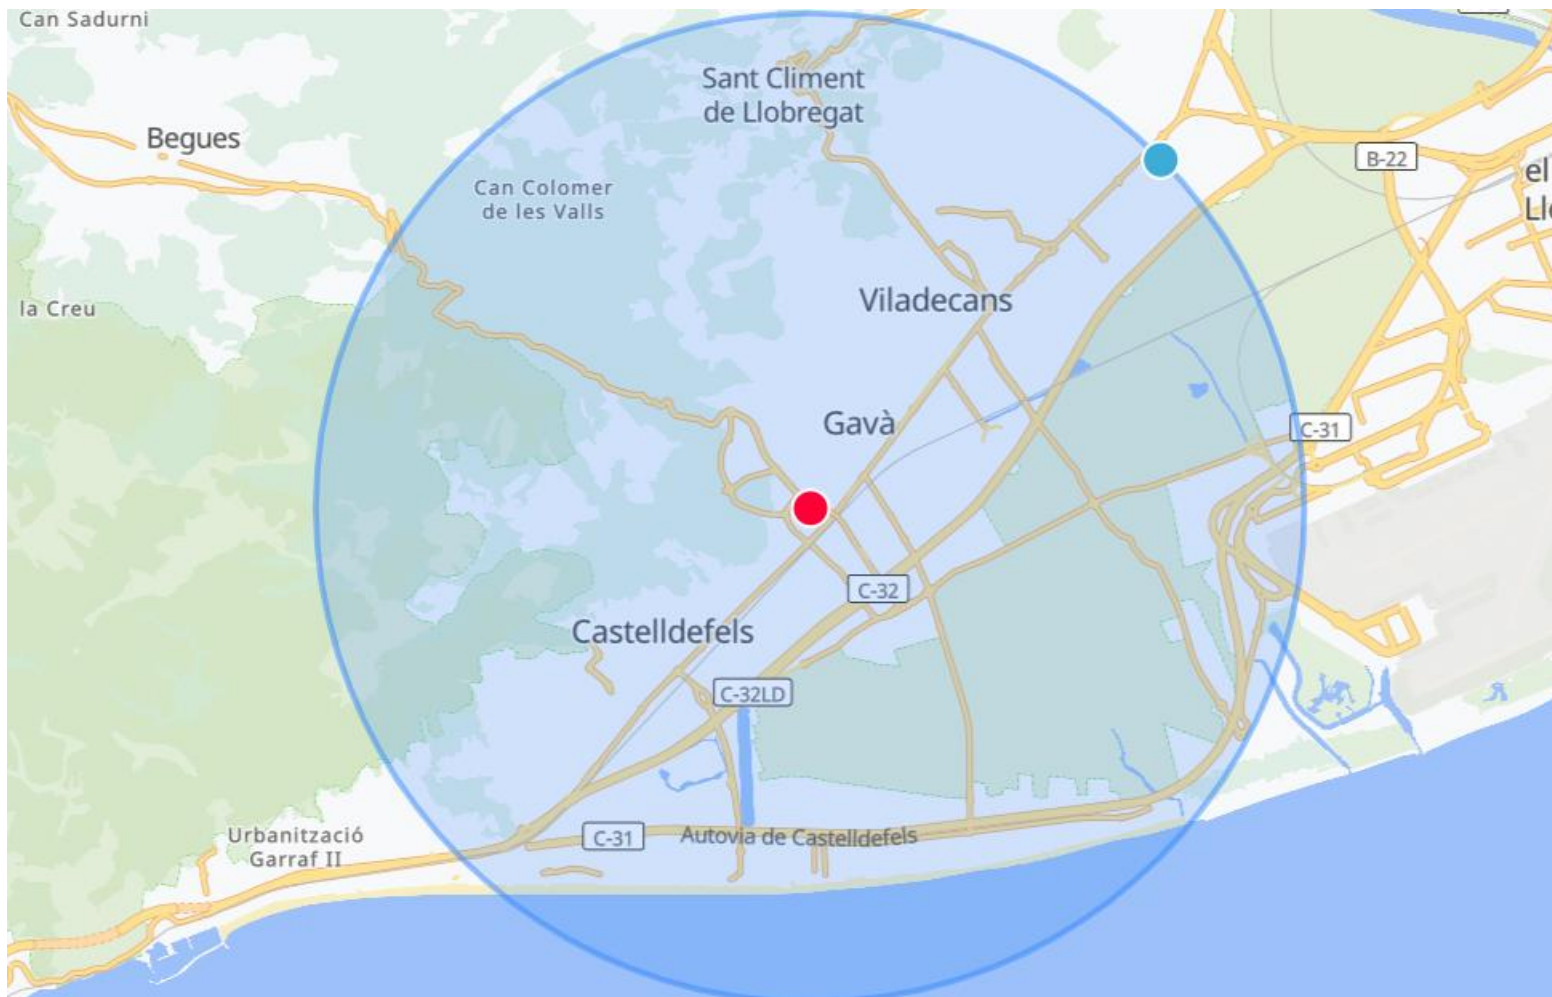 Can Sadurni
Sant Climent
de Llobregat
Begues
B-22
el
Can Colomer
de les Valls
la Creu
Viladecans
Gavà
C-31
C-32
Castelldefels
C-32LD
Urbanització
Garraf II
C-31
Autovia de Castelldefels